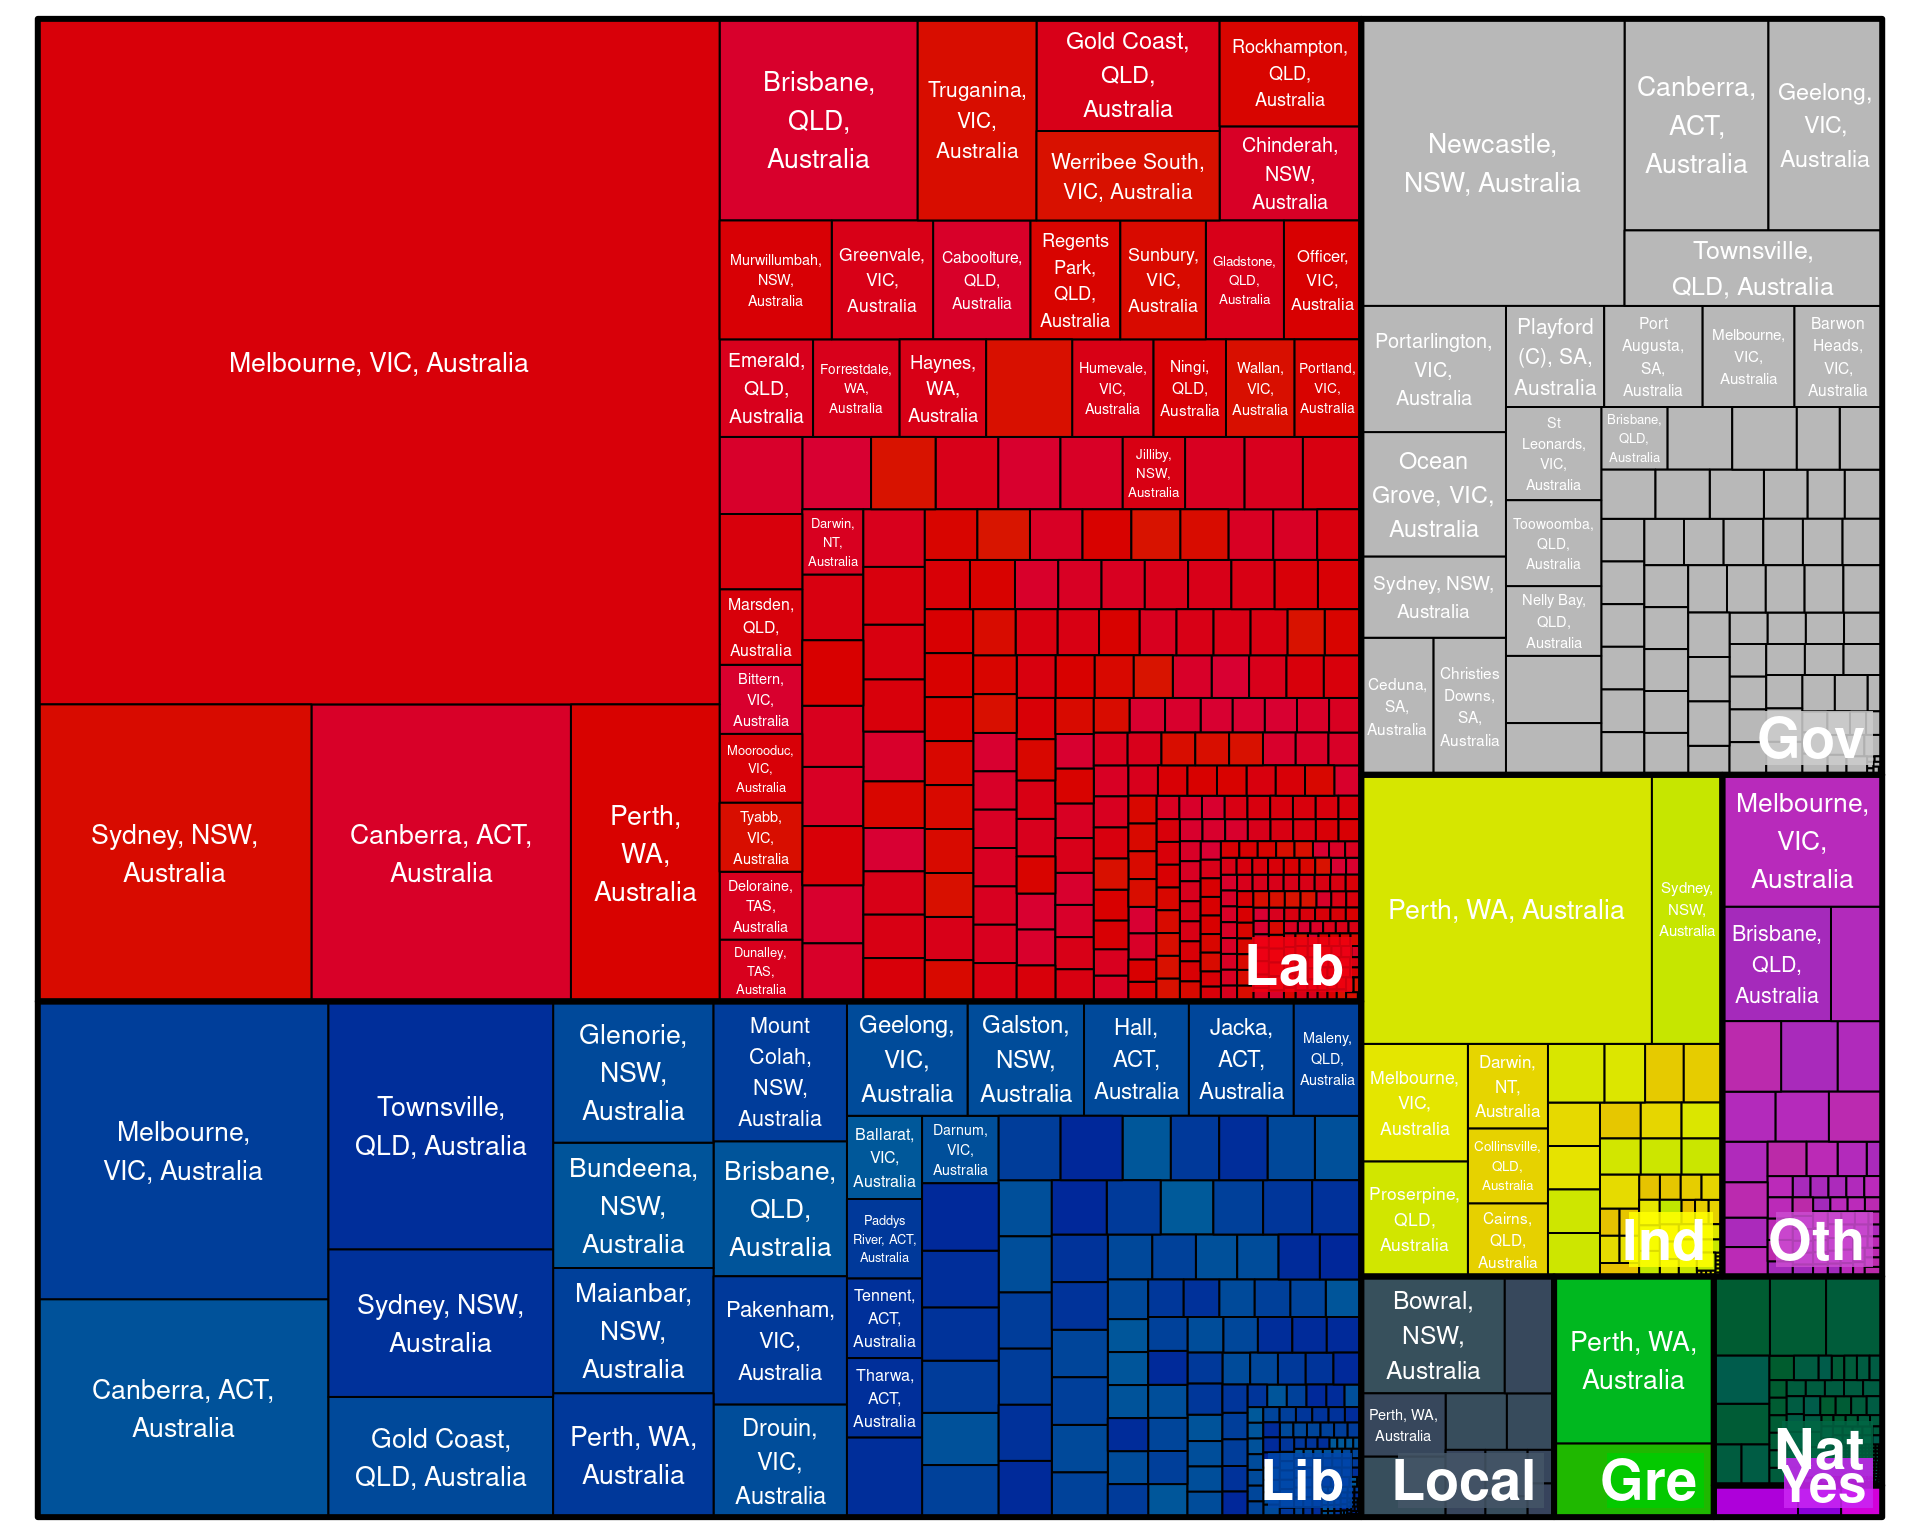 Melbourne, VIC, Australia
Sydney, NSW,
Australia
Canberra, ACT,
Australia
Perth,
WA,
Australia
Brisbane,
QLD,
Australia
Truganina,
VIC,
Australia
Gold Coast,
QLD,
Australia
Werribee South,
VIC, Australia
Rockhampton,
QLD,
Australia
Chinderah,
NSW,
Australia
Murwillumbah,
NSW,
Australia
Greenvale,
VIC,
Australia
Caboolture,
QLD,
Australia
Regents
Park,
QLD,
Australia
Sunbury,
VIC,
Australia
Gladstone,
QLD,
Australia
Officer,
VIC,
Australia
Emerald,
QLD,
Australia
Forrestdale,
WA,
Australia
Haynes,
WA,
Australia
Humevale,
VIC,
Australia
Ningi,
QLD,
Australia
Wallan,
VIC,
Australia
Portland,
VIC,
Australia
Jilliby,
NSW,
Australia
Darwin,
NT,
Australia
Marsden,
QLD,
Australia
Bittern,
VIC,
Australia
Moorooduc,
VIC,
Australia
Tyabb,
VIC,
Australia
Deloraine,
TAS,
Australia
Dunalley,
TAS,
Australia
Lab
Newcastle,
NSW, Australia
Canberra,
ACT,
Australia
Geelong,
VIC,
Australia
Townsville,
QLD, Australia
Portarlington,
VIC,
Australia
Playford
(C), SA,
Australia
Port
Augusta,
SA,
Australia
Melbourne,
VIC,
Australia
Barwon
Heads,
VIC,
Australia
Ocean
Grove, VIC,
Australia
St
Leonards,
VIC,
Australia
Brisbane,
QLD,
Australia
Toowoomba,
QLD,
Australia
Sydney, NSW,
Australia
Nelly Bay,
QLD,
Australia
Ceduna,
SA,
Australia
Christies
Downs,
SA,
Australia
Gov
Perth, WA, Australia
Sydney,
NSW,
Australia
Melbourne,
VIC,
Australia
Darwin,
NT,
Australia
Collinsville,
QLD,
Australia
Proserpine,
QLD,
Australia
Cairns,
QLD,
Australia
Ind
Melbourne,
VIC,
Australia
Brisbane,
QLD,
Australia
Oth
Melbourne,
VIC, Australia
Canberra, ACT,
Australia
Townsville,
QLD, Australia
Sydney, NSW,
Australia
Gold Coast,
QLD, Australia
Glenorie,
NSW,
Australia
Bundeena,
NSW,
Australia
Maianbar,
NSW,
Australia
Perth, WA,
Australia
Mount
Colah,
NSW,
Australia
Brisbane,
QLD,
Australia
Pakenham,
VIC,
Australia
Drouin,
VIC,
Australia
Geelong,
VIC,
Australia
Galston,
NSW,
Australia
Hall,
ACT,
Australia
Jacka,
ACT,
Australia
Maleny,
QLD,
Australia
Ballarat,
VIC,
Australia
Darnum,
VIC,
Australia
Paddys
River, ACT,
Australia
Tennent,
ACT,
Australia
Tharwa,
ACT,
Australia
Lib
Bowral,
NSW,
Australia
Perth, WA,
Australia
Local
Perth, WA,
Australia
Gre
Nat
Yes